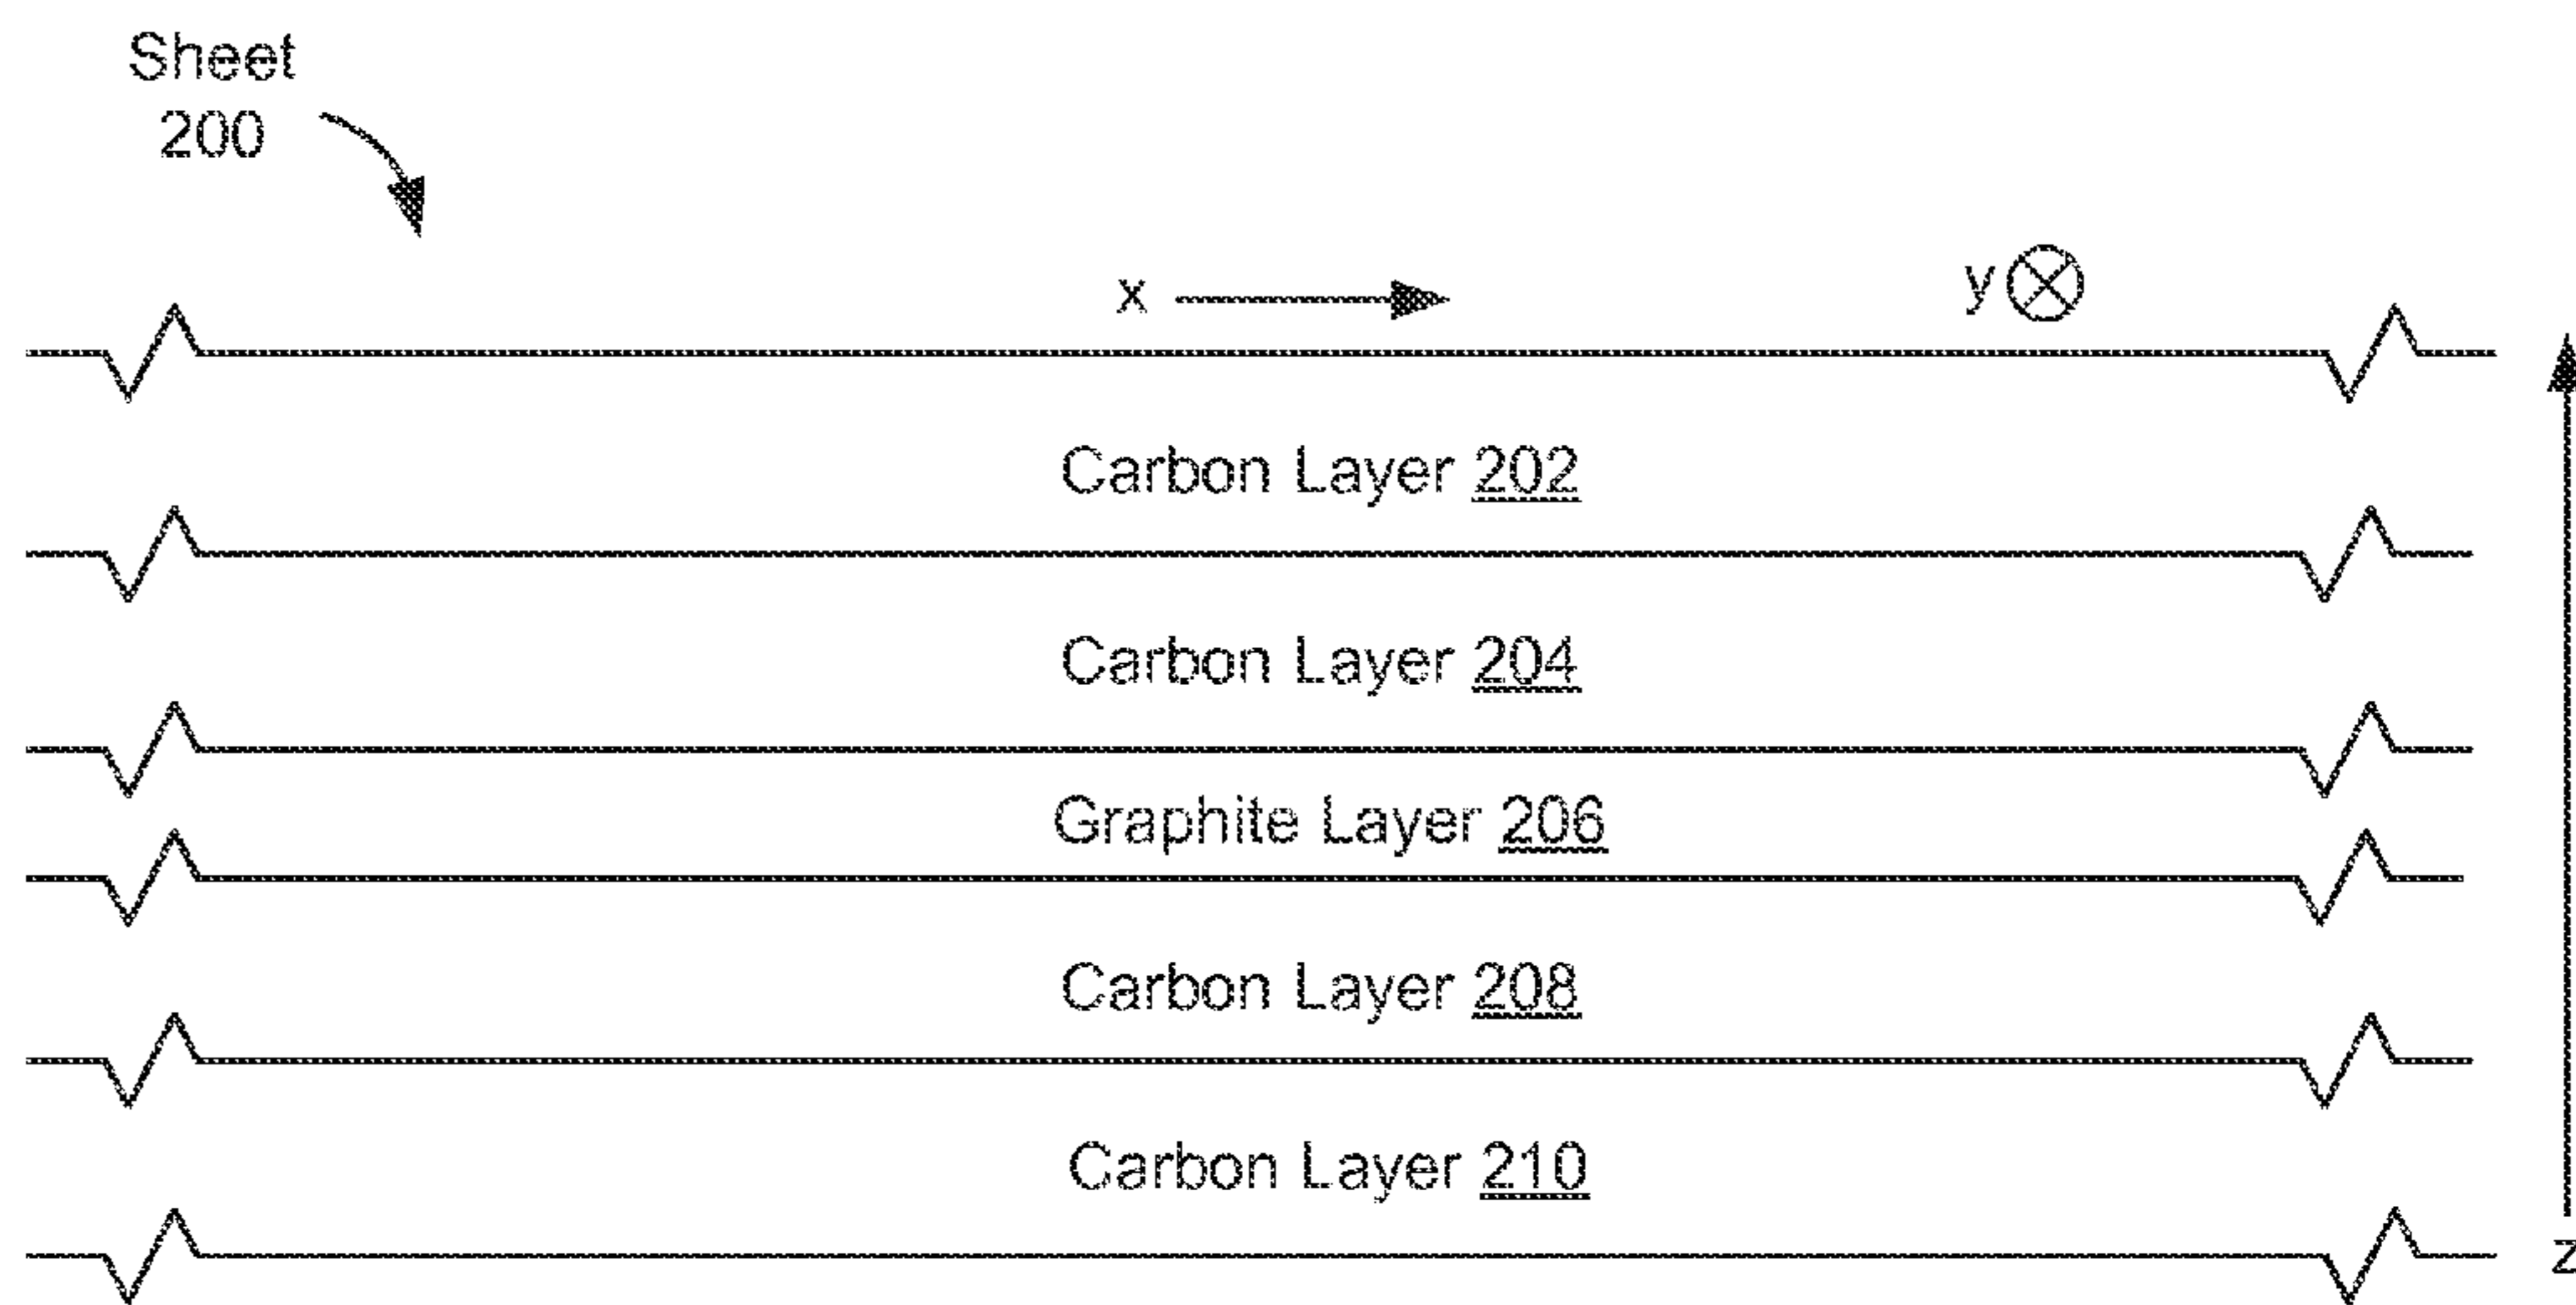 Sheet
200
x
y
Carbon Layer 202
Carbon Layer 204
Graphite Layer 206
Carbon Layer 208
Carbon Layer 210
z